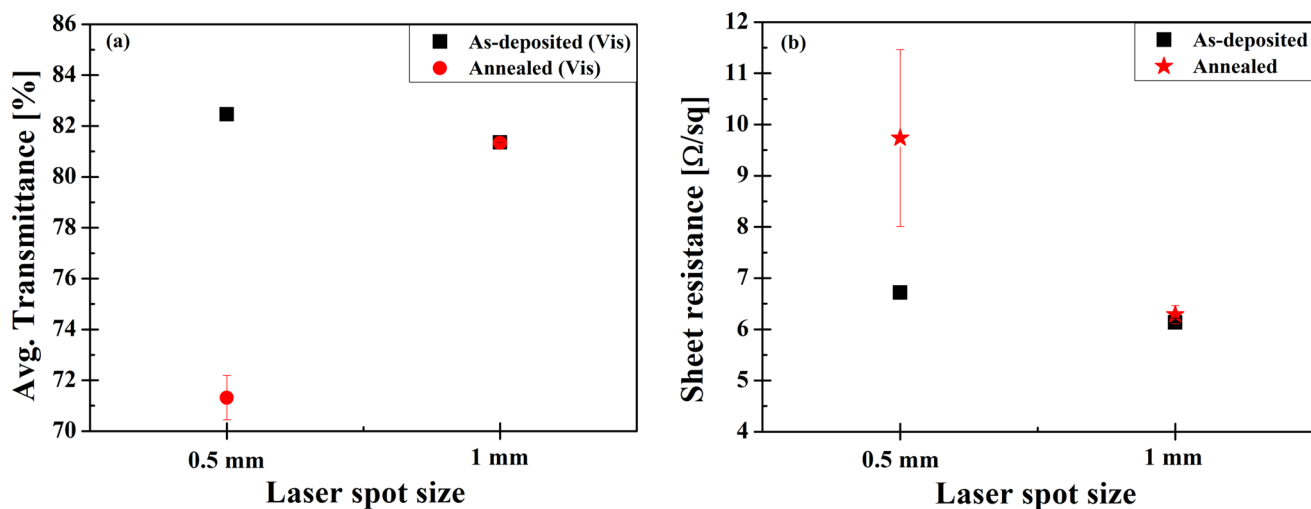 (a)
As-deposited (Vis)
Annealed (Vis)
Avg. Transmittance [%]
86
84
82
80
78
76
74
72
70
0.5 mm
1 mm
Laser spot size
(b)
As-deposited
Annealed
Sheet resistance [Ω/sq]
12
11
10
9
8
7
6
5
4
0.5 mm
1 mm
Laser spot size